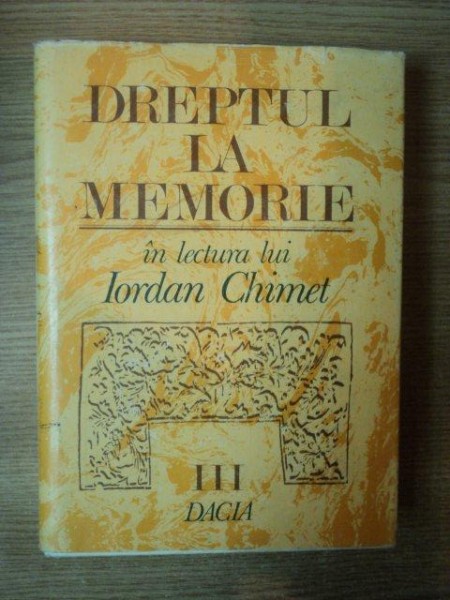 DREPTUL
LA
MEMORIE
în lectura lui
Iordan Chimet
III
DACIA